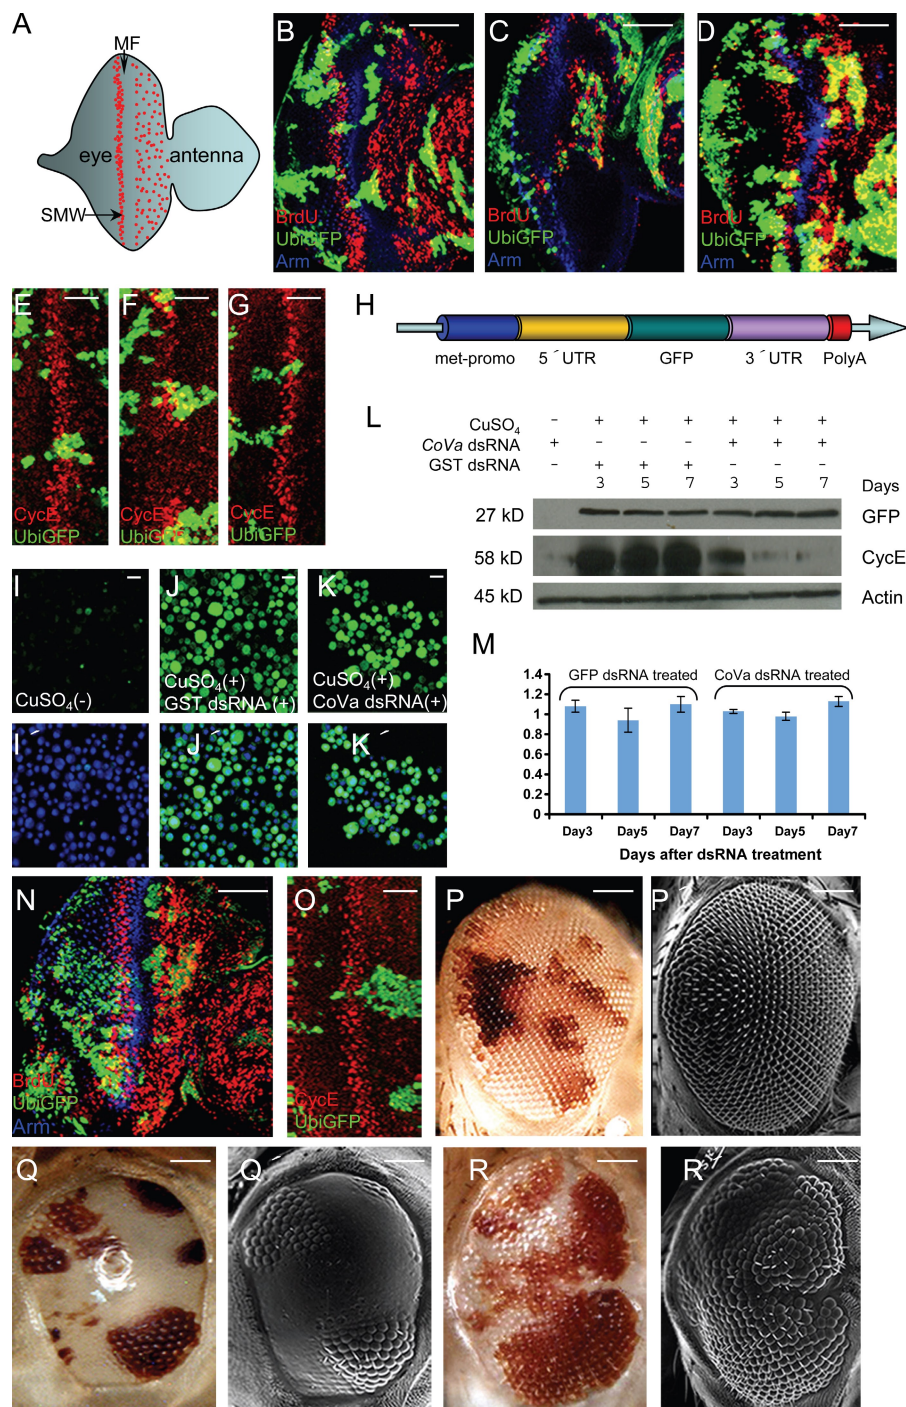 A
MF
eye
antenna
SMW
B
BrdU
UbiGFP
Arm
C
BrdU
UbiGFP
Arm
D
BrdU
UbiGFP
Arm
E
CycE
UbiGFP
F
CycE
UbiGFP
G
CycE
UbiGFP
H
met-promo
5´UTR
GFP
3´UTR
PolyA
L
CuSO4 − + + + + + +
CoVa dsRNA + − − − + + +
GST dsRNA − + + + − − −
3 5 7 3 5 7 Days
27 kD GFP
58 kD CycE
45 kD Actin
I
CuSO4(-)
J
CuSO4(+)
GST dsRNA (+)
K
CuSO4(+)
CoVa dsRNA(+)
I´
J´
K´
M
GFP dsRNA treated
CoVa dsRNA treated
1.4
1.2
1
0.8
0.6
0.4
0.2
0
Day3 Day5 Day7 Day3 Day5 Day7
Days after dsRNA treatment
N
BrdU
UbiGFP
Arm
O
CycE
UbiGFP
P
P´
Q
Q´
R
R´